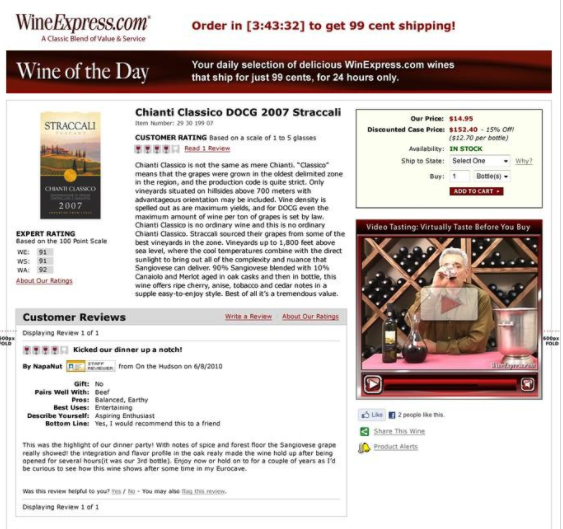 WineExpress.com®
A Classic Blend of Value & Service
Order in [3:43:32] to get 99 cent shipping!
Wine of the Day
Your daily selection of delicious WinExpress.com wines
that ship for just 99 cents, for 24 hours only.
STRACCALI
CHIANTI CLASSICO
2007
EXPERT RATING
Based on the 100 Point Scale
WE: 91
WS: 91
WA: 92
About Our Ratings
Chianti Classico DOCG 2007 Straccali
Item Number: 29 30 199 07
CUSTOMER RATING Based on a scale of 1 to 5 glasses
Read 1 Review
Chianti Classico is not the same as mere Chianti. "Classico"
means that the grapes were grown in the oldest delimited zone
in the region, and the production code is quite strict. Only
vineyards situated on hillsides above 700 meters with
advantageous orientation may be included. Vine density is
spelled out as are maximum yields, and for DOCG even the
maximum amount of wine per ton of grapes is set by law.
Chianti Classico is no ordinary wine and this is no ordinary
Chianti Classico. Straccali sourced their grapes from some of the
best vineyards in the zone. Vineyards up to 1,800 feet above
sea level, where the cool temperatures combine with the direct
sunlight to bring out all of the complexity and nuance that
Sangiovese can deliver. 90% Sangiovese blended with 10%
Canaiolo and Merlot aged in oak casks and then in bottle, this
wine offers ripe cherry, anise, tobacco and cedar notes in a
supple easy-to-enjoy style. Best of all it's a tremendous value.
Our Price: $14.95
Discounted Case Price: $152.40 - 15% Off!
($12.70 per bottle)
Availability: IN STOCK
Ship to State: Select One Why?
Buy: 1 Bottle(s)
ADD TO CART
Video Tasting: Virtually Taste Before You Buy
WineExpress.com
Like 2 people like this.
Share This Wine
Product Alerts
Customer Reviews Write a Review About Our Ratings
Displaying Review 1 of 1
600px
FOLD
600px
FOLD
Kicked our dinner up a notch!
By NapaNut STAFF REVIEWER from On the Hudson on 6/8/2010
Gift: No
Pairs Well With: Beef
Pros: Balanced, Earthy
Best Uses: Entertaining
Describe Yourself: Aspiring Enthusiast
Bottom Line: Yes, I would recommend this to a friend
This was the highlight of our dinner party! With notes of spice and forest floor the Sangiovese grape
really showed! the integration and flavor profile in the oak realy made the wine hold up after being
opened for several hours(it was our 3rd bottle). Enjoy now or hold on to for a couple of years as I'd
be curious to see how this wine shows after some time in my Eurocave.
Was this review helpful to you? Yes / No - You may also flag this review.
Displaying Review 1 of 1